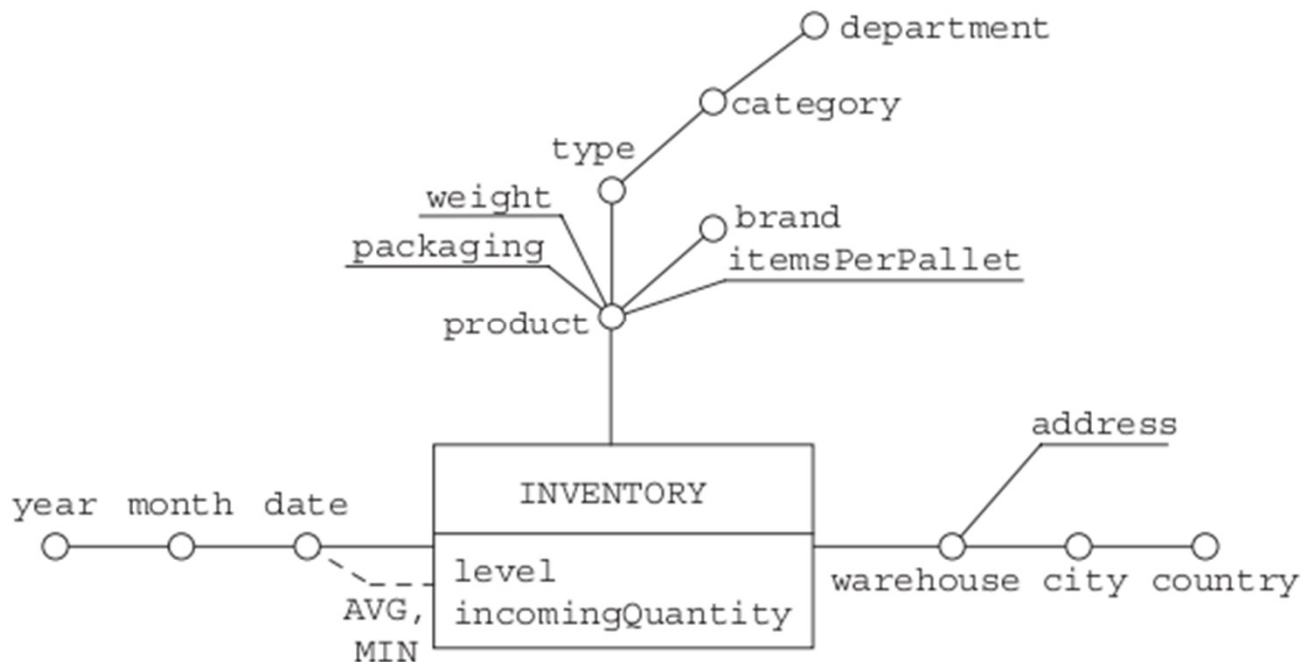 department
category
type
weight
brand
packaging
itemsPerPallet
product
address
INVENTORY
year month date
level
warehouse city country
AVG,
incomingQuantity
MIN